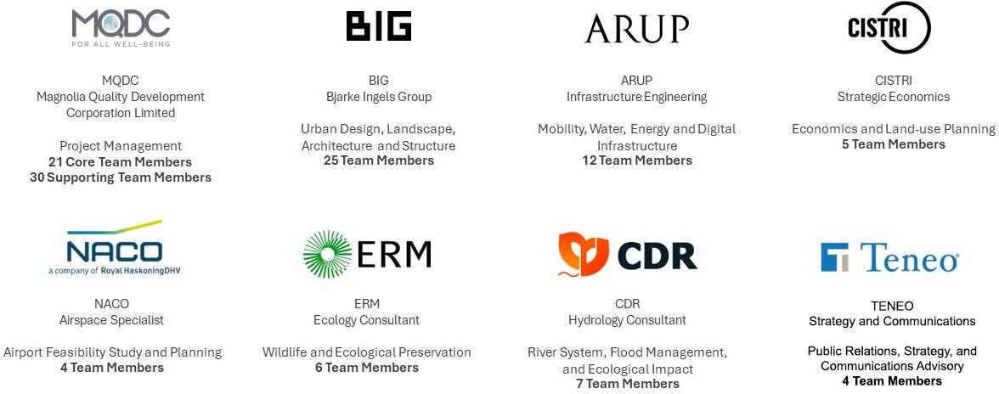 MQDC
FOR ALL WELL-BEING
MQDC
Magnolia Quality Development
Corporation Limited
Project Management
21 Core Team Members
30 Supporting Team Members
BIG
BIG
Bjarke Ingels Group
Urban Design, Landscape,
Architecture and Structure
25 Team Members
ARUP
ARUP
Infrastructure Engineering
Mobility, Water, Energy and Digital
Infrastructure
12 Team Members
CISTRI
CISTRI
Strategic Economics
Economics and Land-use Planning
5 Team Members
NACO
a company of Royal HaskoningDHV
NACO
Airspace Specialist
Airport Feasibility Study and Planning
4 Team Members
ERM
ERM
Ecology Consultant
Wildlife and Ecological Preservation
6 Team Members
CDR
CDR
Hydrology Consultant
River System, Flood Management,
and Ecological Impact
7 Team Members
Teneo
TENEO
Strategy and Communications
Public Relations, Strategy, and
Communications Advisory
4 Team Members